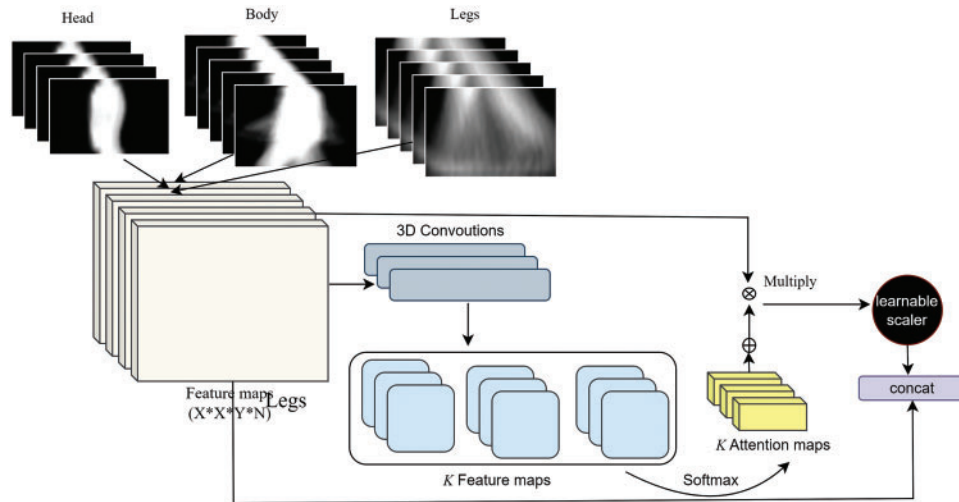 Head
Body
Legs
3D Convoutions
Multiply
learnable
scaler
concat
Feature maps
(X*X*Y*N)
Legs
K Feature maps
Softmax
K Attention maps